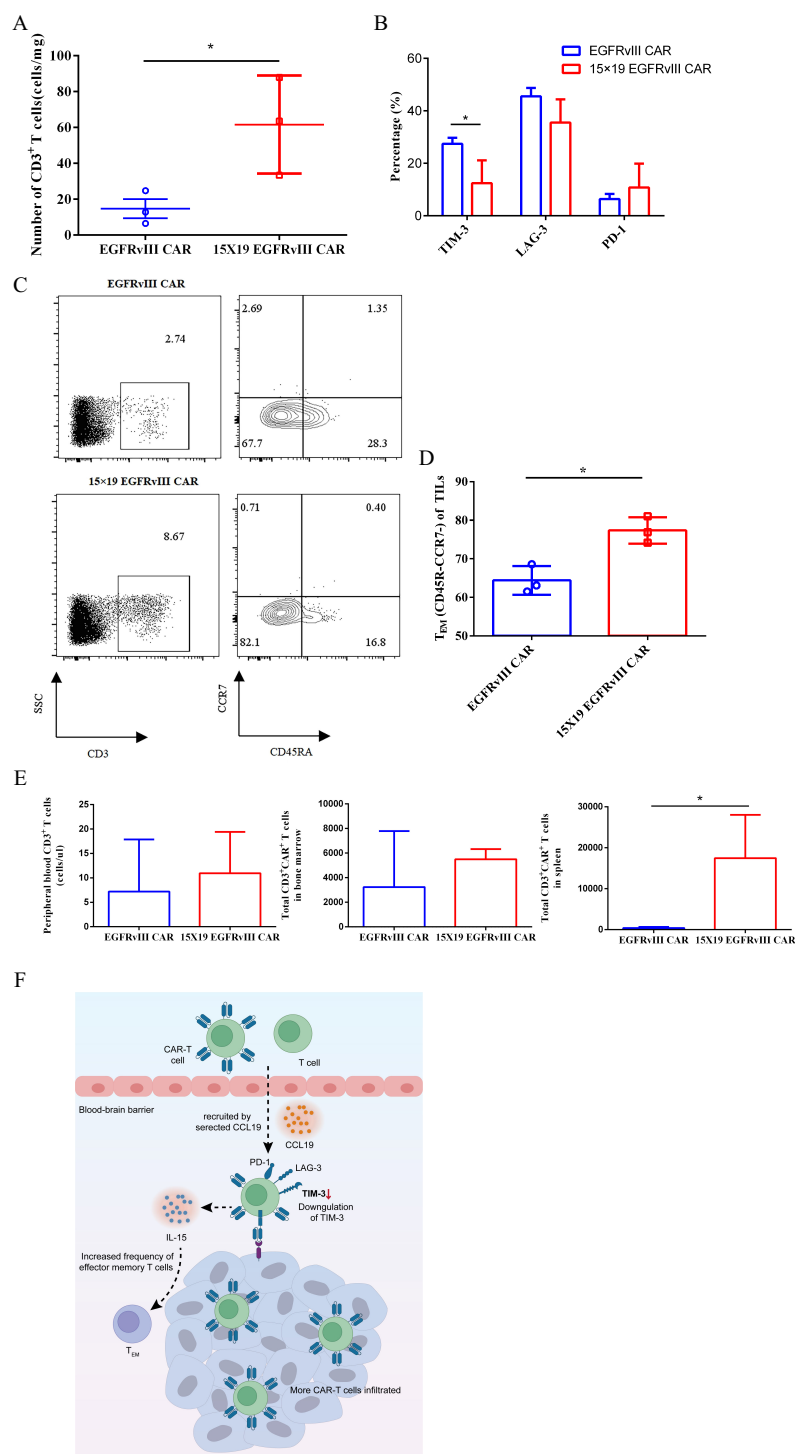 A
Number of CD3⁺ T cells(cells/mg)
100
80
60
40
20
0
*
EGFRvIII CAR
15X19 EGFRvIII CAR
B
EGFRvIII CAR
15×19 EGFRvIII CAR
Percentage (%)
60
40
20
0
*
TIM-3
LAG-3
PD-1
C
EGFRvIII CAR
2.74
2.69
1.35
67.7
28.3
15×19 EGFRvIII CAR
8.67
0.71
0.40
82.1
16.8
SSC
CD3
CCR7
CD45RA
D
T_EM (CD45R-CCR7-) of TILs
90
80
70
60
50
*
EGFRvIII CAR
15X19 EGFRvIII CAR
E
Peripheral blood CD3⁺ T cells
(cells/ul)
25
20
15
10
5
0
EGFRvIII CAR
15X19 EGFRvIII CAR
Total CD3⁺CAR⁺ T cells
in bone marrow
10000
8000
6000
4000
2000
0
EGFRvIII CAR
15X19 EGFRvIII CAR
Total CD3⁺CAR⁺ T cells
in spleen
30000
20000
10000
0
*
EGFRvIII CAR
15X19 EGFRvIII CAR
F
CAR-T
cell
T cell
Blood-brain barrier
recruited by
serected CCL19
CCL19
PD-1
LAG-3
TIM-3↓
Downgulation
of TIM-3
IL-15
Increased frequency of
effector memory T cells
T_EM
More CAR-T cells infiltrated